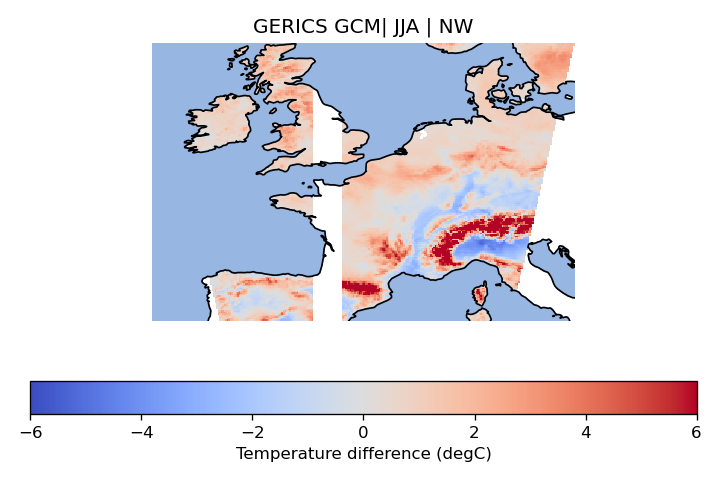 GERICS GCM| JJA | NW
−6 −4 −2 0 2 4 6
Temperature difference (degC)